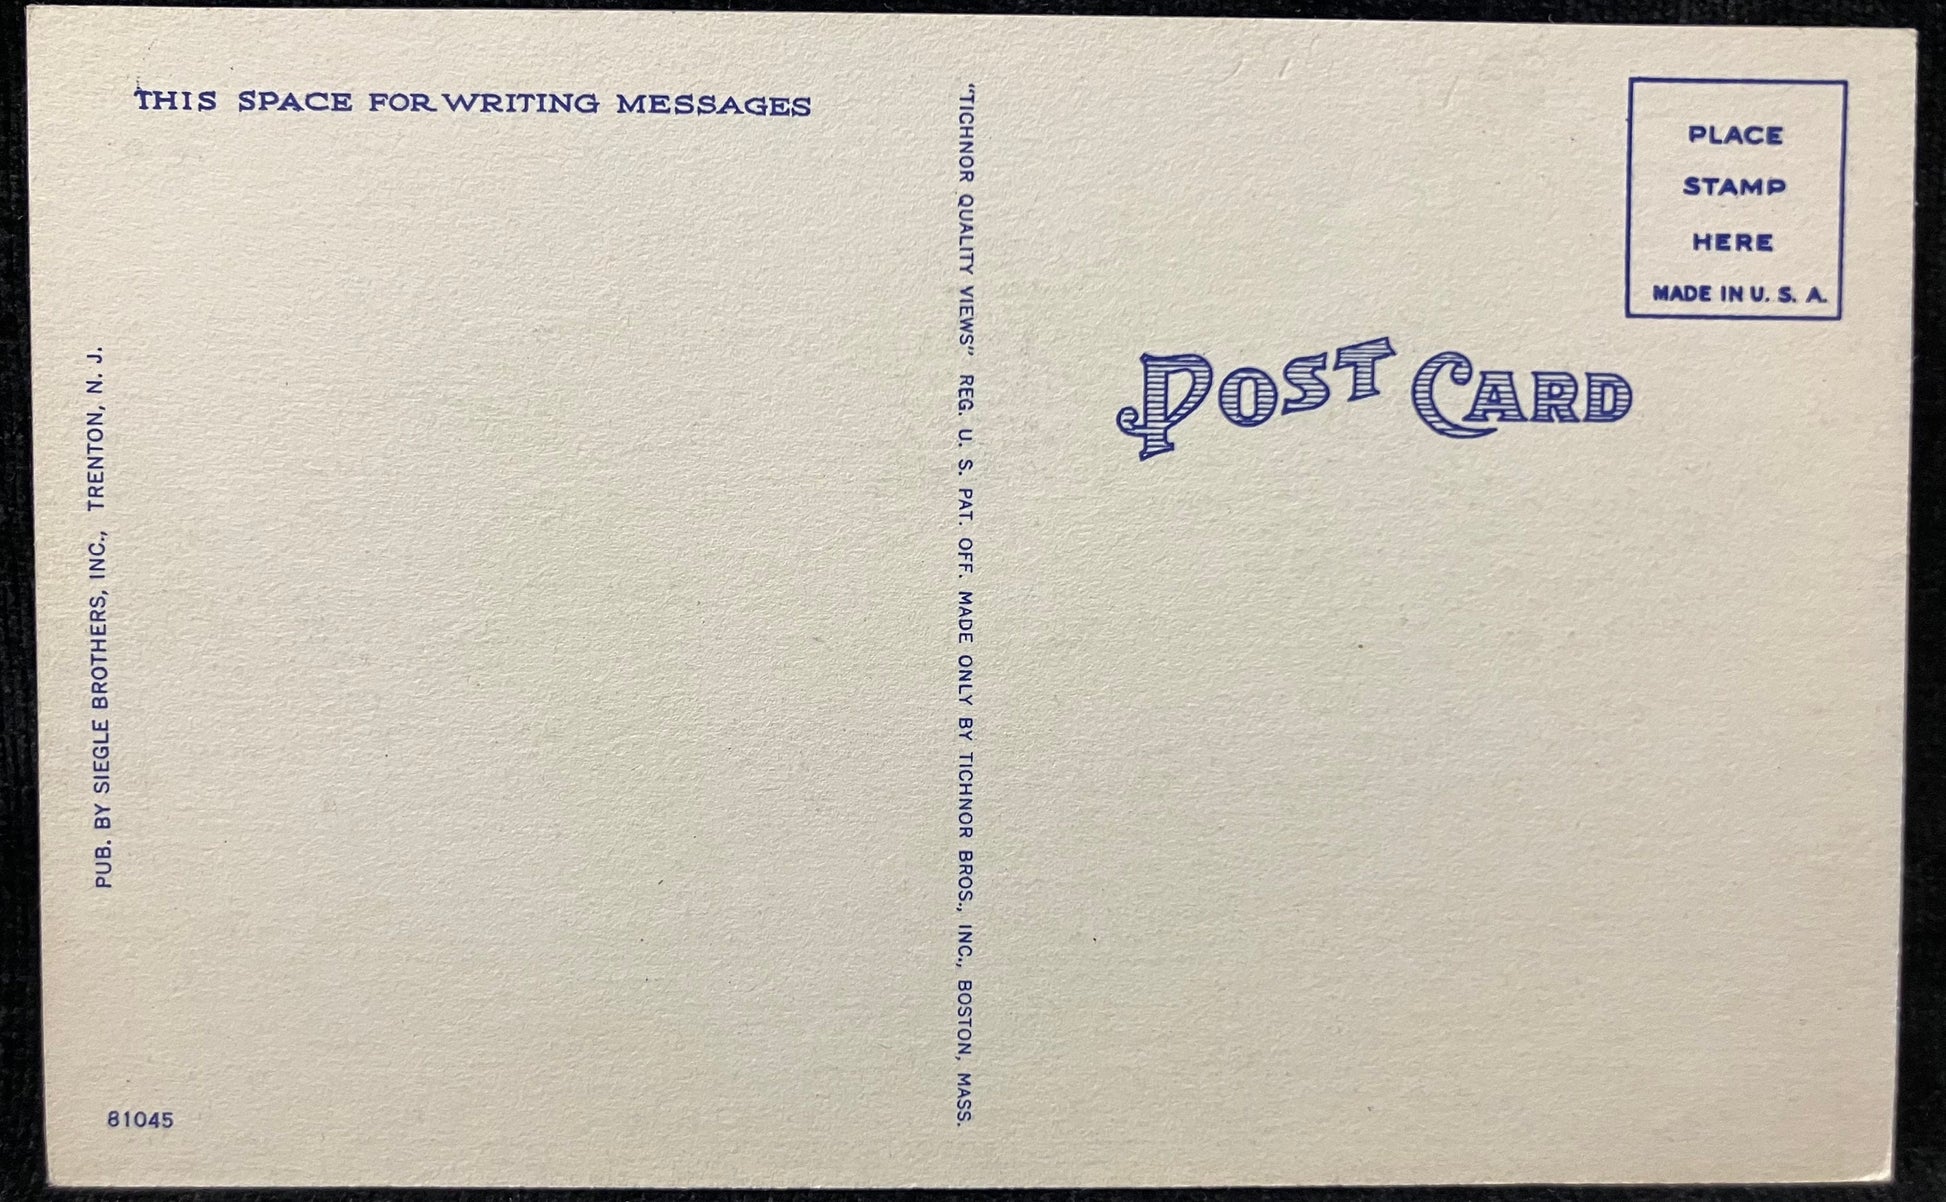 THIS SPACE FOR WRITING MESSAGES
PUB. BY SIEGLE BROTHERS, INC., TRENTON, N. J.
81045
"TICHNOR QUALITY VIEWS" REG. U. S. PAT. OFF. MADE ONLY BY TICHNOR BROS., INC., BOSTON, MASS.
PLACE
STAMP
HERE
MADE IN U. S. A.
POST CARD